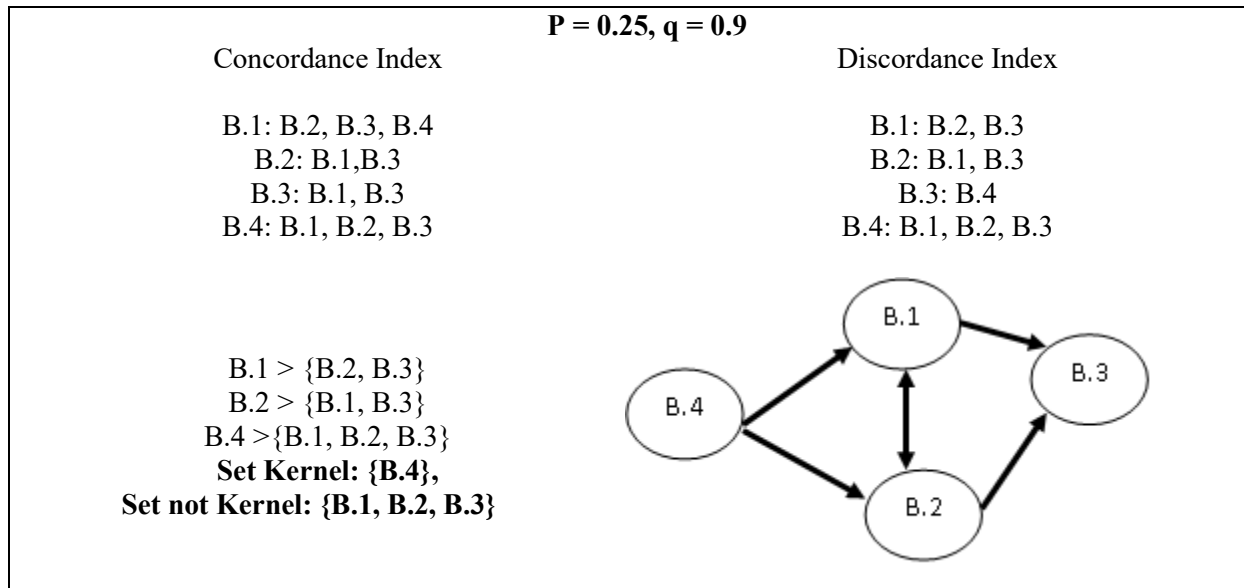 P = 0.25, q = 0.9
Concordance Index
B.1: B.2, B.3, B.4
B.2: B.1,B.3
B.3: B.1, B.3
B.4: B.1, B.2, B.3
Discordance Index
B.1: B.2, B.3
B.2: B.1, B.3
B.3: B.4
B.4: B.1, B.2, B.3
B.1 > {B.2, B.3}
B.2 > {B.1, B.3}
B.4 >{B.1, B.2, B.3}
Set Kernel: {B.4},
Set not Kernel: {B.1, B.2, B.3}
B.1
B.3
B.4
B.2